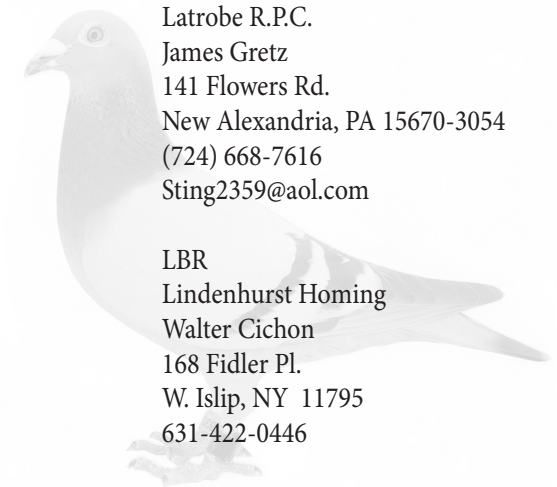 Latrobe R.P.C.
James Gretz
141 Flowers Rd.
New Alexandria, PA 15670-3054
(724) 668-7616
Sting2359@aol.com

LBR
Lindenhurst Homing
Walter Cichon
168 Fidler Pl.
W. Islip, NY  11795
631-422-0446